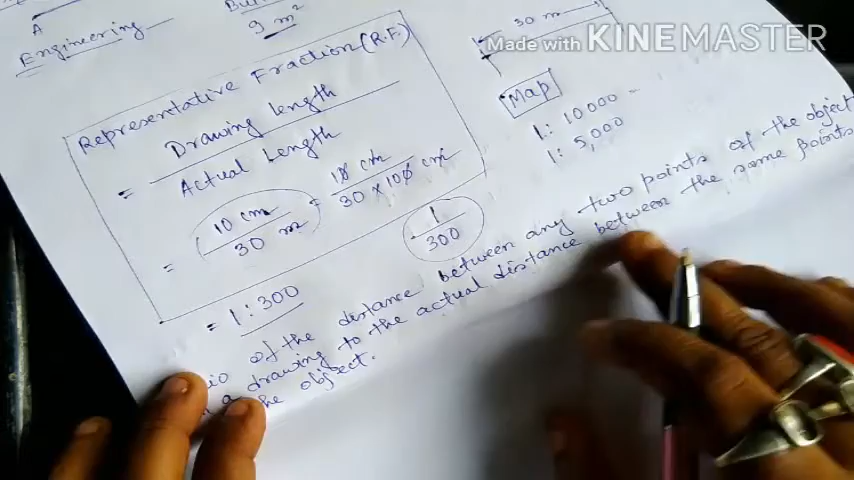 A
9 m²
Engineering
30 m
Made with KINEMASTER
Representative Fraction (R.F.)
= Drawing length
Actual Length
= 10 cm / 30 m = 10 cm / 30 × 100 cm
1 / 300
= 1:300
Map
1: 10000
1: 5,000
of the distance between any two points of the object
a drawing to the actual distance between the same points
the object.